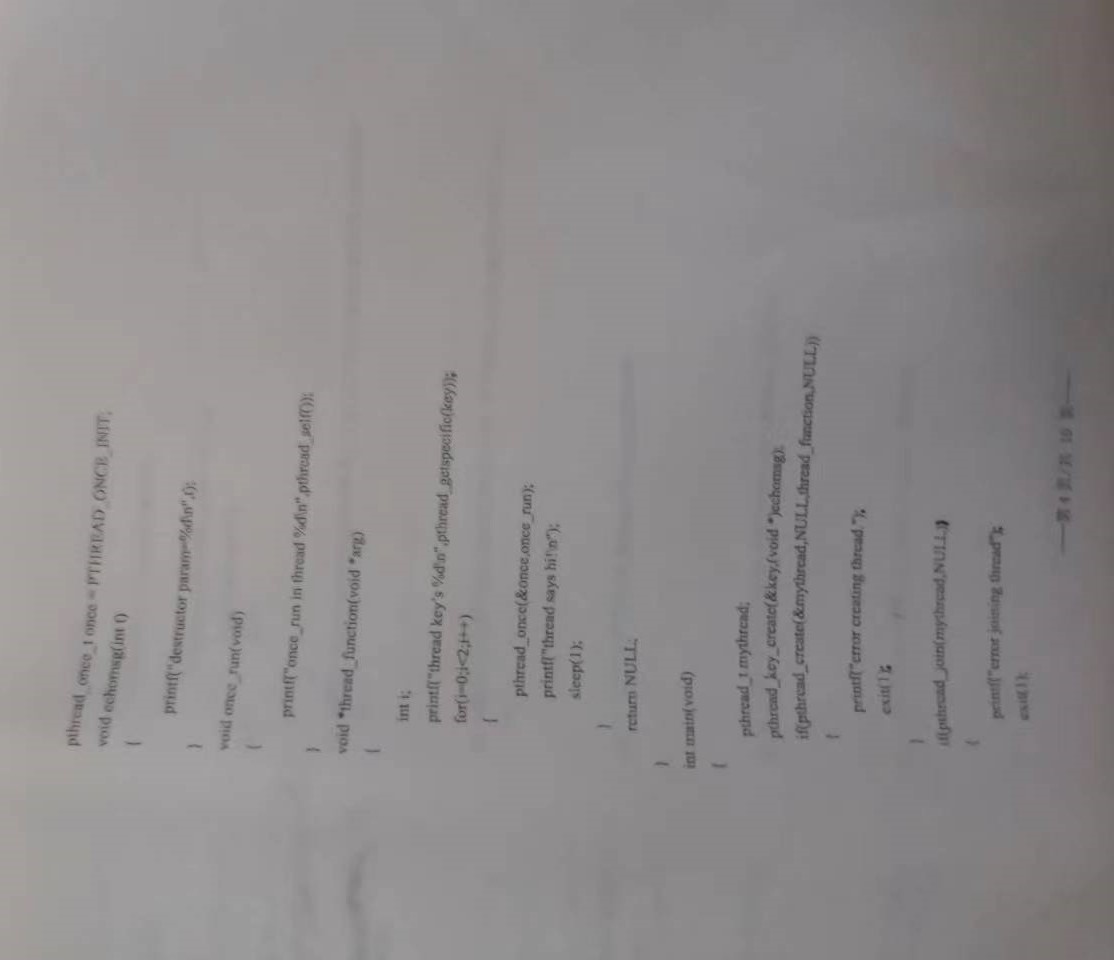 pthread_once_t once = PTHREAD_ONCE_INIT;
void echomsg(int t)
{
printf("destructor param=%d\n",t);
}
void once_run(void)
{
printf("once_run in thread %d\n",pthread_self());
}
void *thread_function(void *arg)
{
int i;
printf("thread key's %d\n",pthread_getspecific(key));
for(i=0;i<2;i++)
{
pthread_once(&once,once_run);
printf("thread says hi!\n");
sleep(1);
}
return NULL;
}
int main(void)
{
pthread_t mythread;
pthread_key_create(&key,(void *)echomsg);
if(pthread_create(&mythread,NULL,thread_function,NULL))
{
printf("error creating thread.");
exit(1);
}
if(pthread_join(mythread,NULL))
{
printf("error joining thread");
exit(1);
—第 4 页/共 10 页—